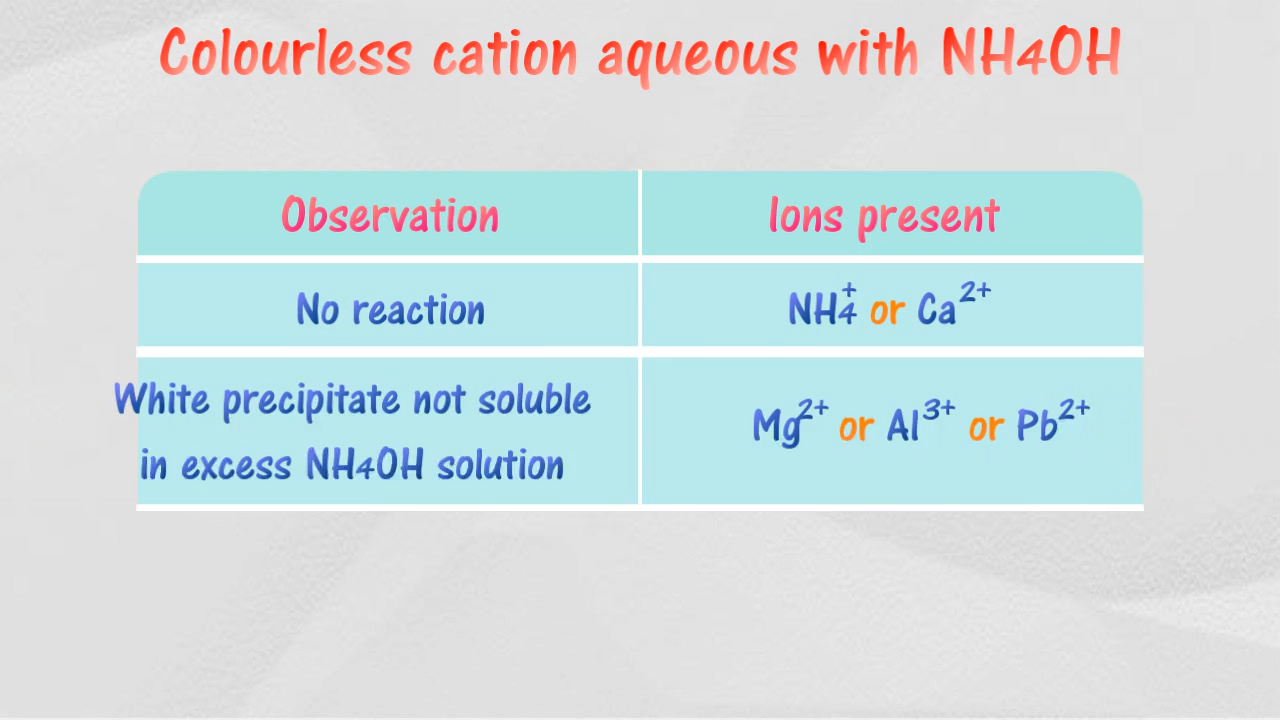 Colourless cation aqueous with NH4OH
Observation
Ions present
No reaction
NH₄⁺ or Ca²⁺
White precipitate not soluble
in excess NH4OH solution
Mg²⁺ or Al³⁺ or Pb²⁺